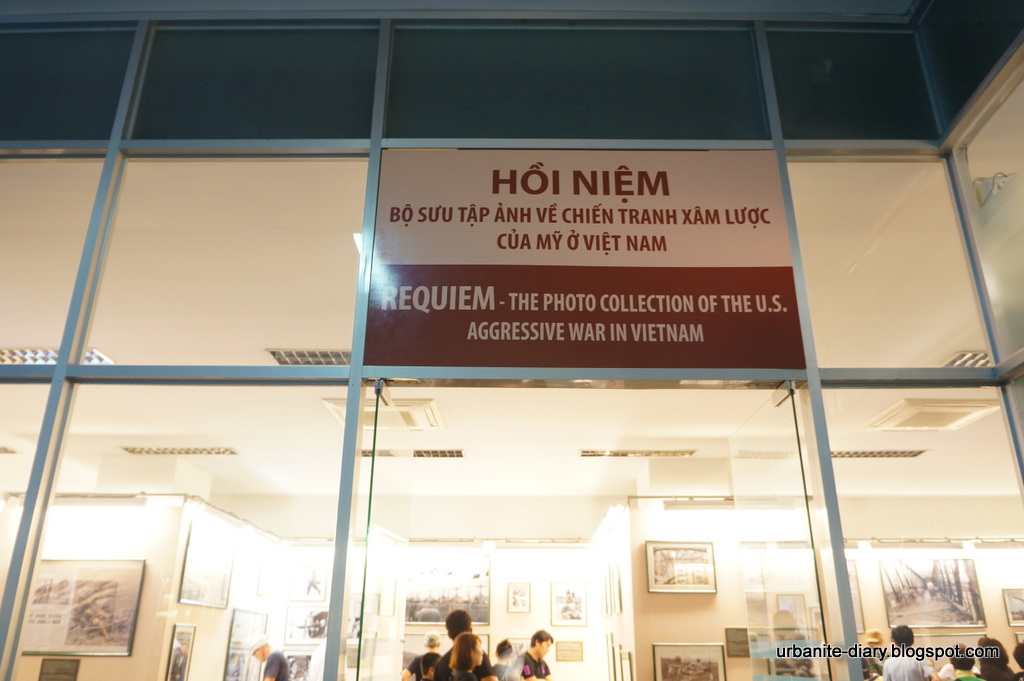 HỒI NIỆM
BỘ SƯU TẬP ẢNH VỀ CHIẾN TRANH XÂM LƯỢC
CỦA MỸ Ở VIỆT NAM
REQUIEM - THE PHOTO COLLECTION OF THE U.S.
AGGRESSIVE WAR IN VIETNAM
urbanite-diary.blogspot.com